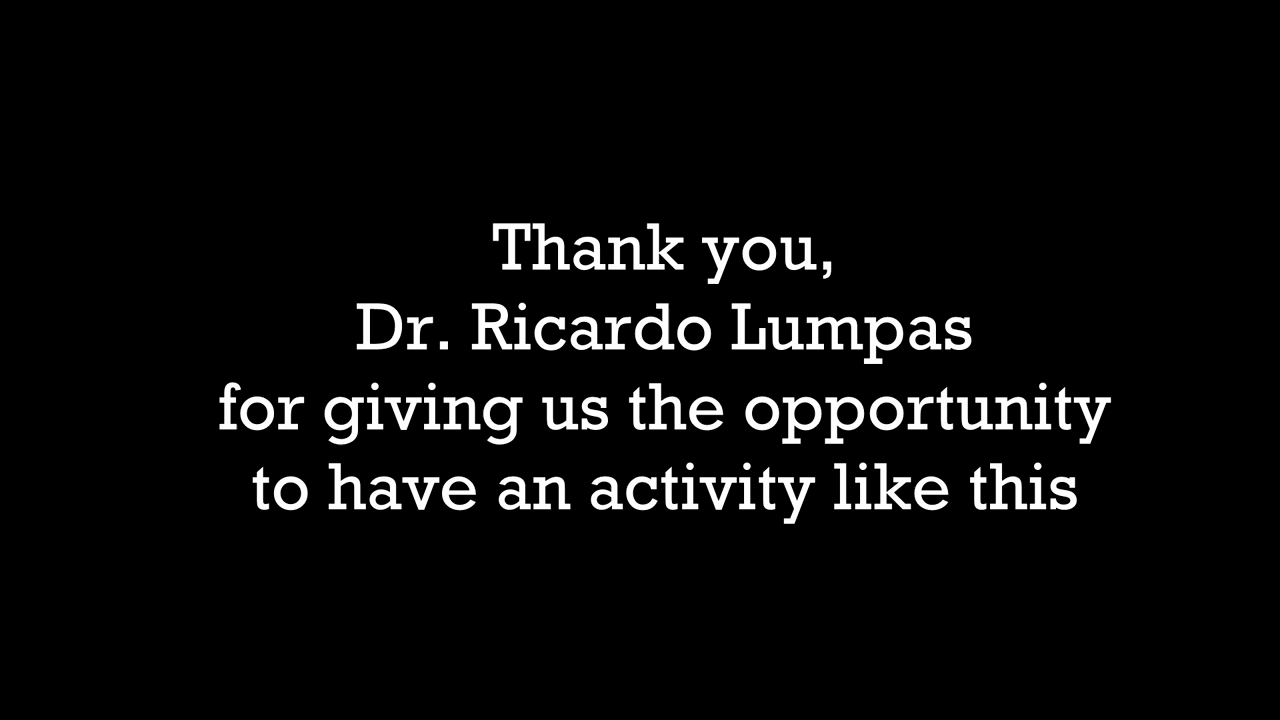 Thank you,
Dr. Ricardo Lumpas
for giving us the opportunity
to have an activity like this